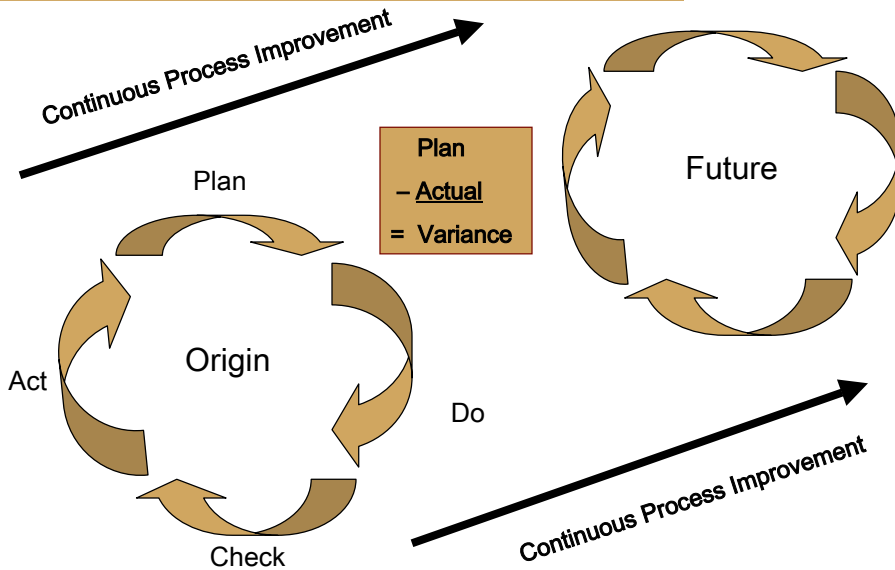 Continuous Process Improvement
Plan
Plan
– Actual
= Variance
Future
Origin
Act
Do
Check
Continuous Process Improvement